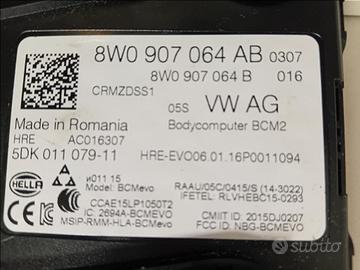 8W0 907 064 AB 0307
8W0 907 064 B 016
CRMZDSS1
05S VW AG
Made in Romania Bodycomputer BCM2
HRE AC016307
5DK 011 079-11 HRE-EVO06.01.16P0011094
HELLA
и011 15 RAAU/05C/0415/S (14-3022)
IFETEL: RLVHEBC15-0293
CCAE15LP1050T2
IC: 2694A-BCMevo CMIIT ID: 2015DJ0207
MSIP-RMM-HLA-BCMevo FCC ID: NBG-BCMevo
subito